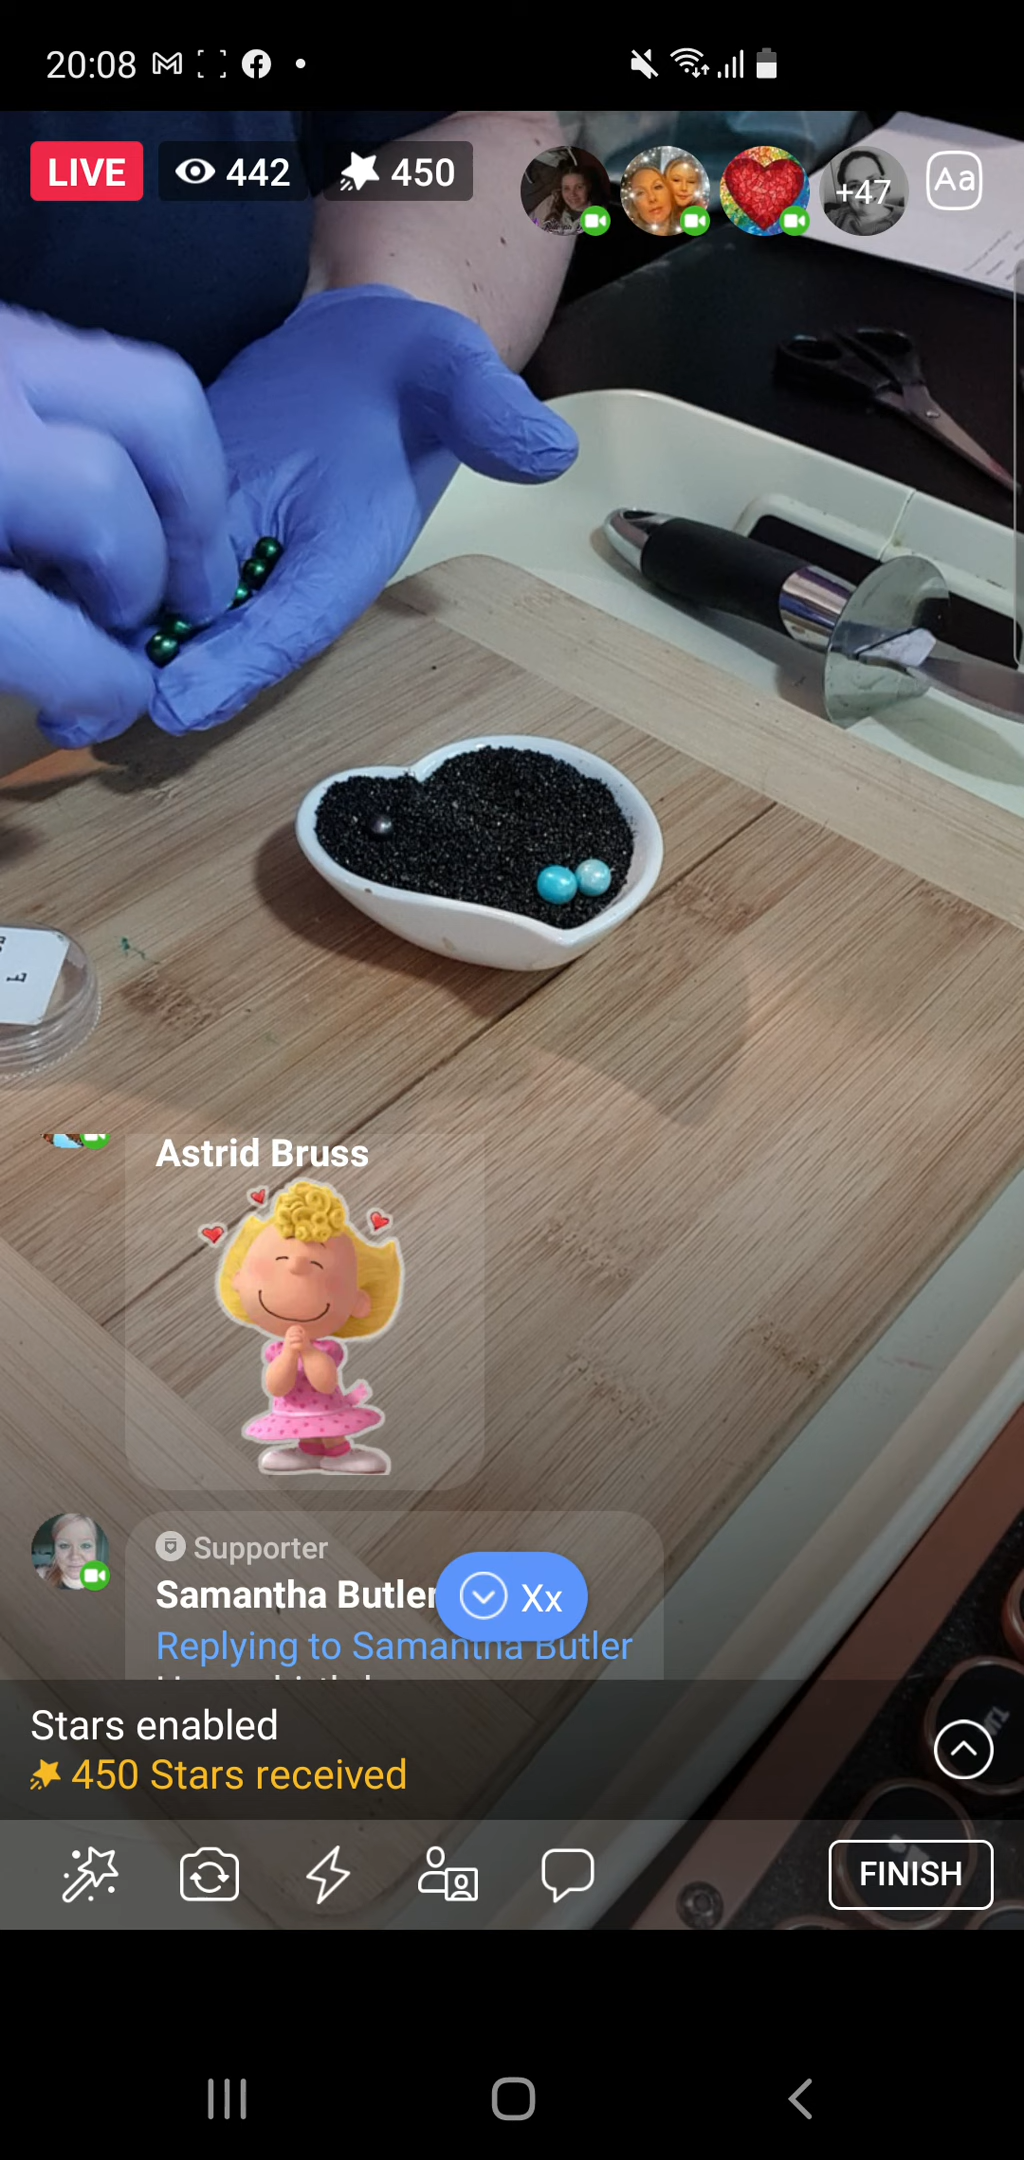 20:08
LIVE
442
450
+47
Aa
Astrid Bruss
Supporter
Samantha Butler
Xx
Replying to Samantha Butler
Stars enabled
450 Stars received
FINISH